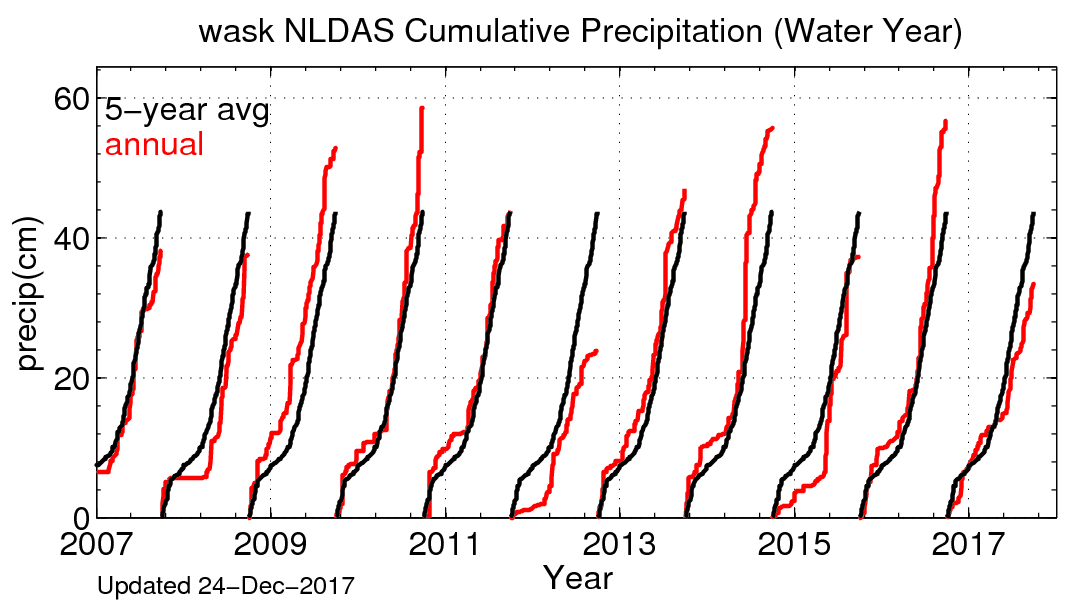 wask NLDAS Cumulative Precipitation (Water Year)
60
5−year avg
annual
40
precip(cm)
20
0
2007 2009 2011 2013 2015 2017
Year
Updated 24−Dec−2017